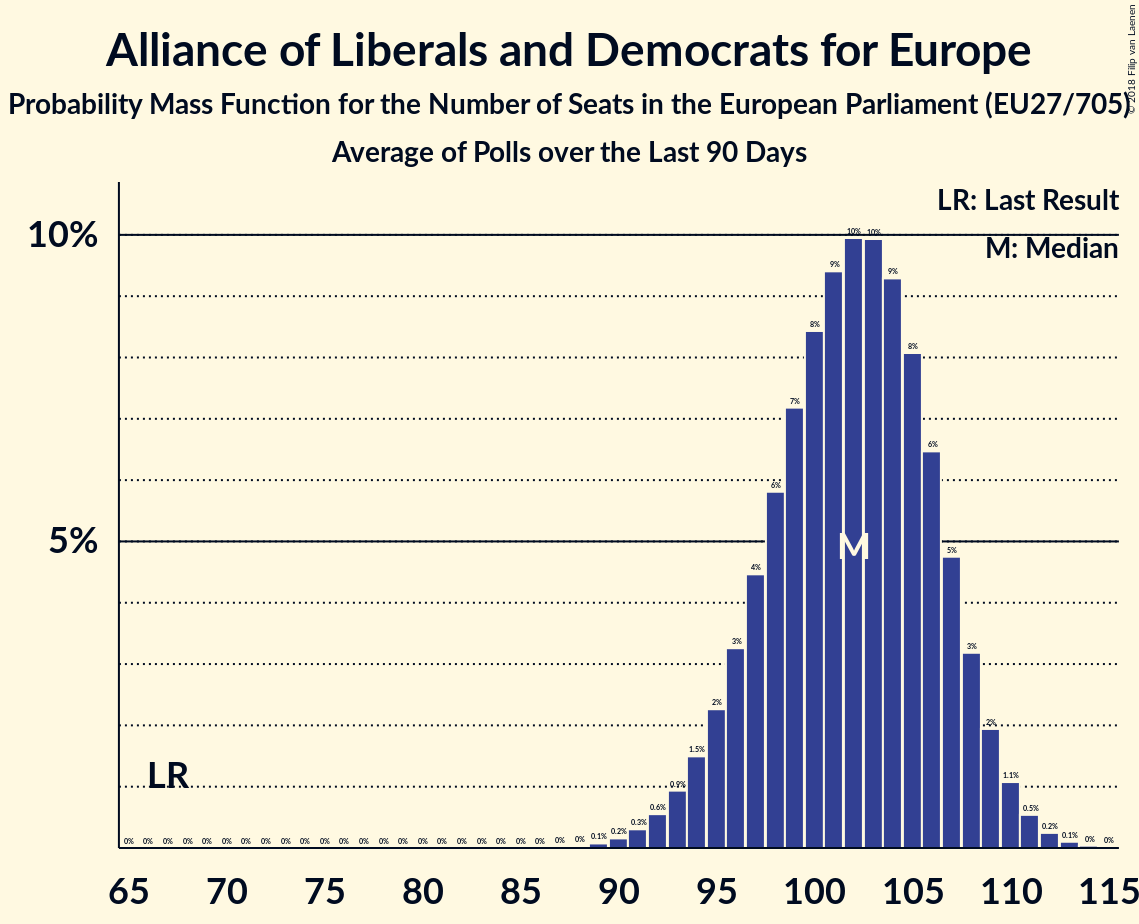 Alliance of Liberals and Democrats for Europe
Probability Mass Function for the Number of Seats in the European Parliament (EU27/705)
Average of Polls over the Last 90 Days
© 2018 Filip van Laenen
LR: Last Result
M: Median
10%
5%
LR
M
0% 0% 0% 0% 0% 0% 0% 0% 0% 0% 0% 0% 0% 0% 0% 0% 0% 0% 0% 0% 0% 0% 0% 0% 0.1% 0.2% 0.3% 0.6% 0.9% 1.5% 2% 3% 4% 6% 7% 8% 9% 10% 10% 9% 8% 6% 5% 3% 2% 1.1% 0.5% 0.2% 0.1% 0% 0%
65 70 75 80 85 90 95 100 105 110 115